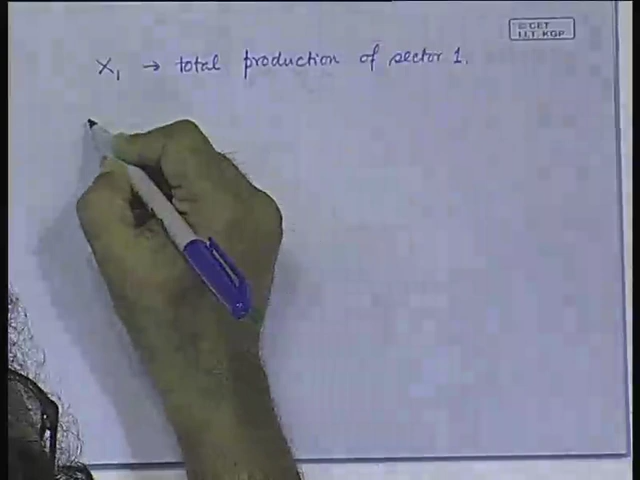 © CET
I.I.T. KGP
X₁ → total production of sector 1.